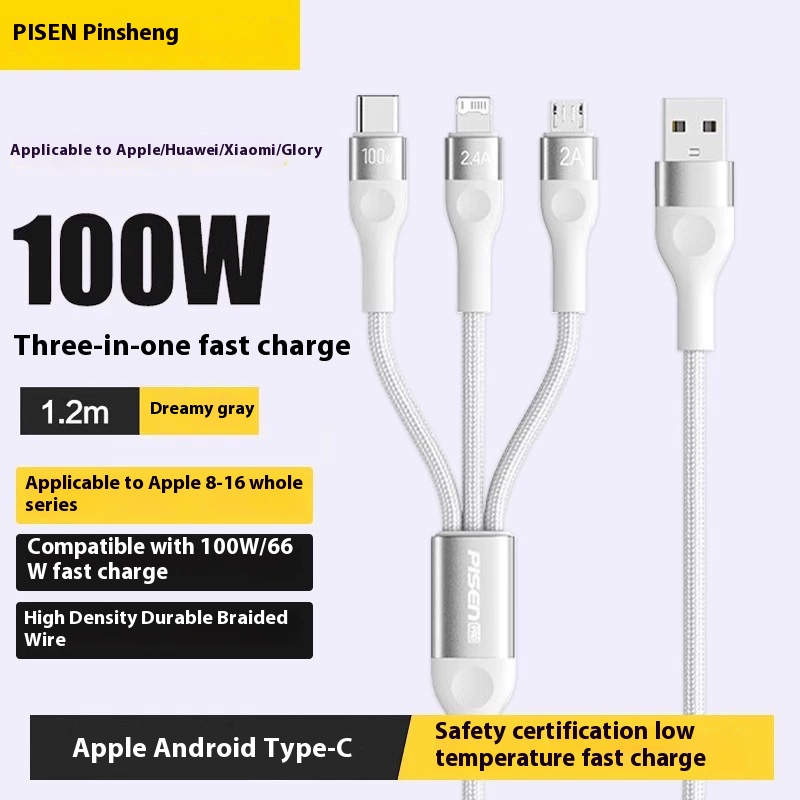 PISEN Pinsheng
Applicable to Apple/Huawei/Xiaomi/Glory
100W
Three-in-one fast charge
1.2m
Dreamy gray
Applicable to Apple 8-16 whole
series
Compatible with 100W/66
W fast charge
High Density Durable Braided
Wire
100w
2.4A
2A
PISEN PRO
Apple Android Type-C
Safety certification low
temperature fast charge